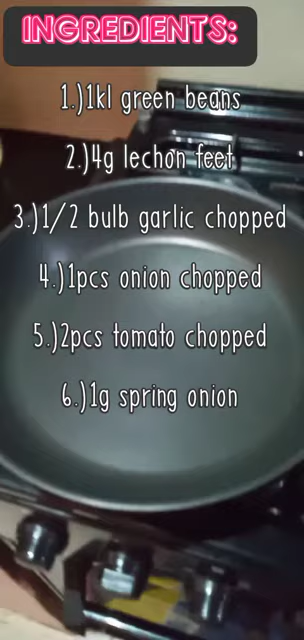 INGREDIENTS:
1.)1kl green beans
2.)4g lechon feet
3.)1/2 bulb garlic chopped
4.)1pcs onion chopped
5.)2pcs tomato chopped
6.)1g spring onion